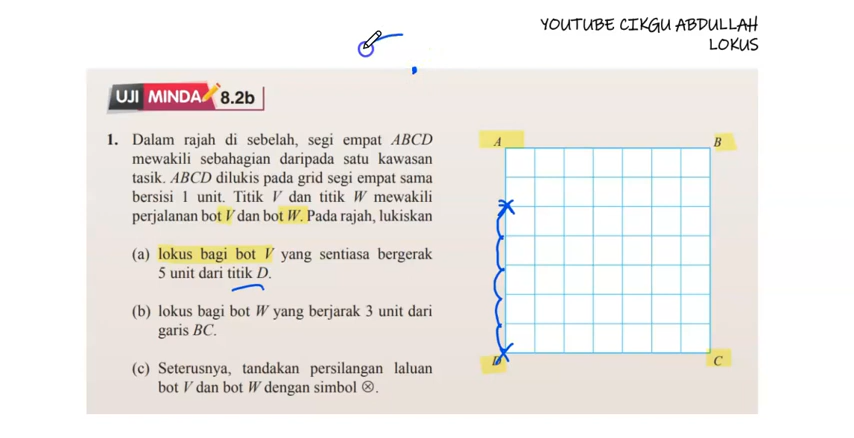 YOUTUBE CIKGU ABDULLAH
LOKUS
UJI MINDA 8.2b
1. Dalam rajah di sebelah, segi empat ABCD
mewakili sebahagian daripada satu kawasan
tasik. ABCD dilukis pada grid segi empat sama
bersisi 1 unit. Titik V dan titik W mewakili
perjalanan bot V dan bot W. Pada rajah, lukiskan
(a) lokus bagi bot V yang sentiasa bergerak
5 unit dari titik D.
(b) lokus bagi bot W yang berjarak 3 unit dari
garis BC.
(c) Seterusnya, tandakan persilangan laluan
bot V dan bot W dengan simbol ⊗.
A
B
D
C